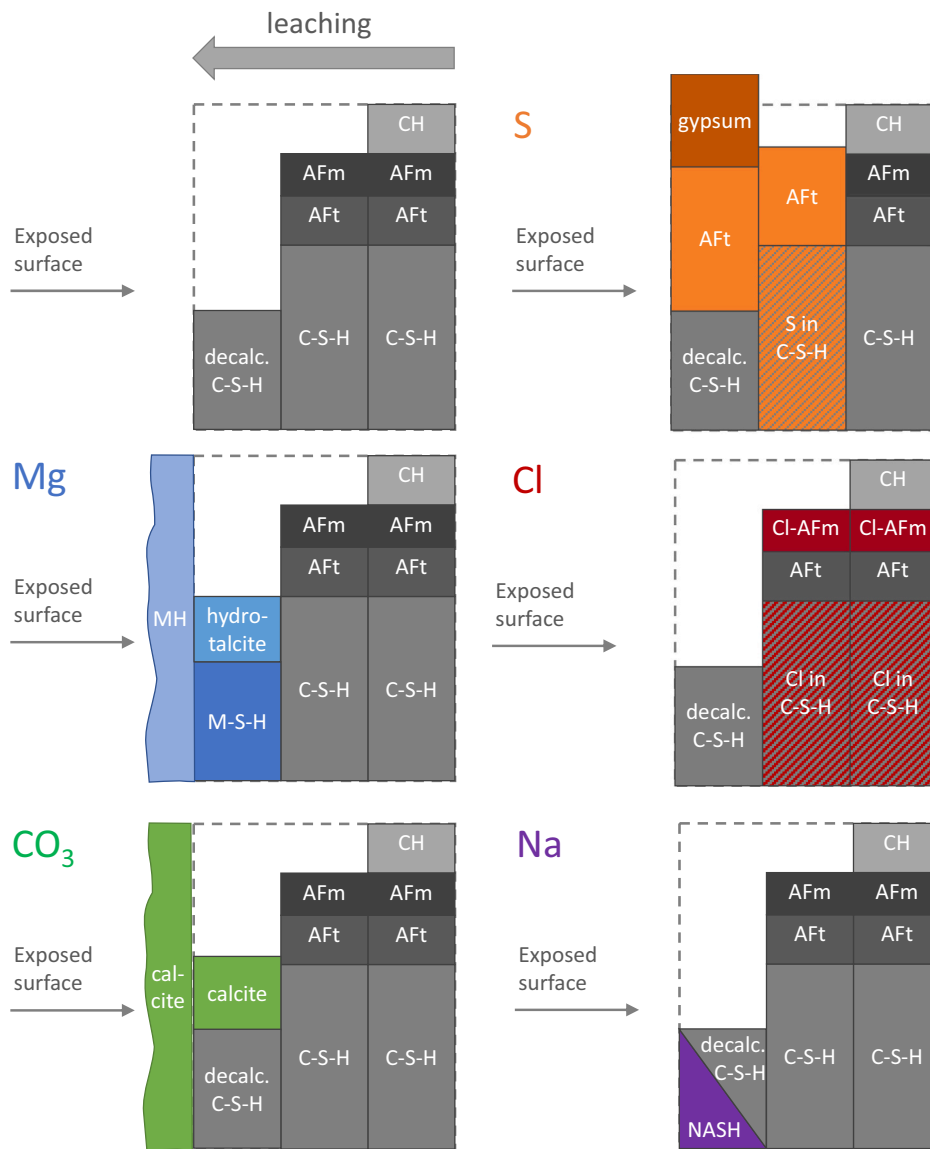 leaching
CH
AFm
AFm
AFt
AFt
Exposed
surface
C-S-H
C-S-H
decalc.
C-S-H
S
gypsum
CH
AFt
AFm
AFt
AFt
Exposed
surface
S in
C-S-H
C-S-H
decalc.
C-S-H
Mg
CH
AFm
AFm
AFt
AFt
Exposed
surface
MH
hydro-
talcite
C-S-H
C-S-H
M-S-H
Cl
CH
Cl-AFm
Cl-AFm
AFt
AFt
Exposed
surface
Cl in
C-S-H
Cl in
C-S-H
decalc.
C-S-H
CO₃
CH
AFm
AFm
AFt
AFt
Exposed
surface
cal-
cite
calcite
C-S-H
C-S-H
decalc.
C-S-H
Na
CH
AFm
AFm
AFt
AFt
Exposed
surface
decalc.
C-S-H
C-S-H
C-S-H
NASH